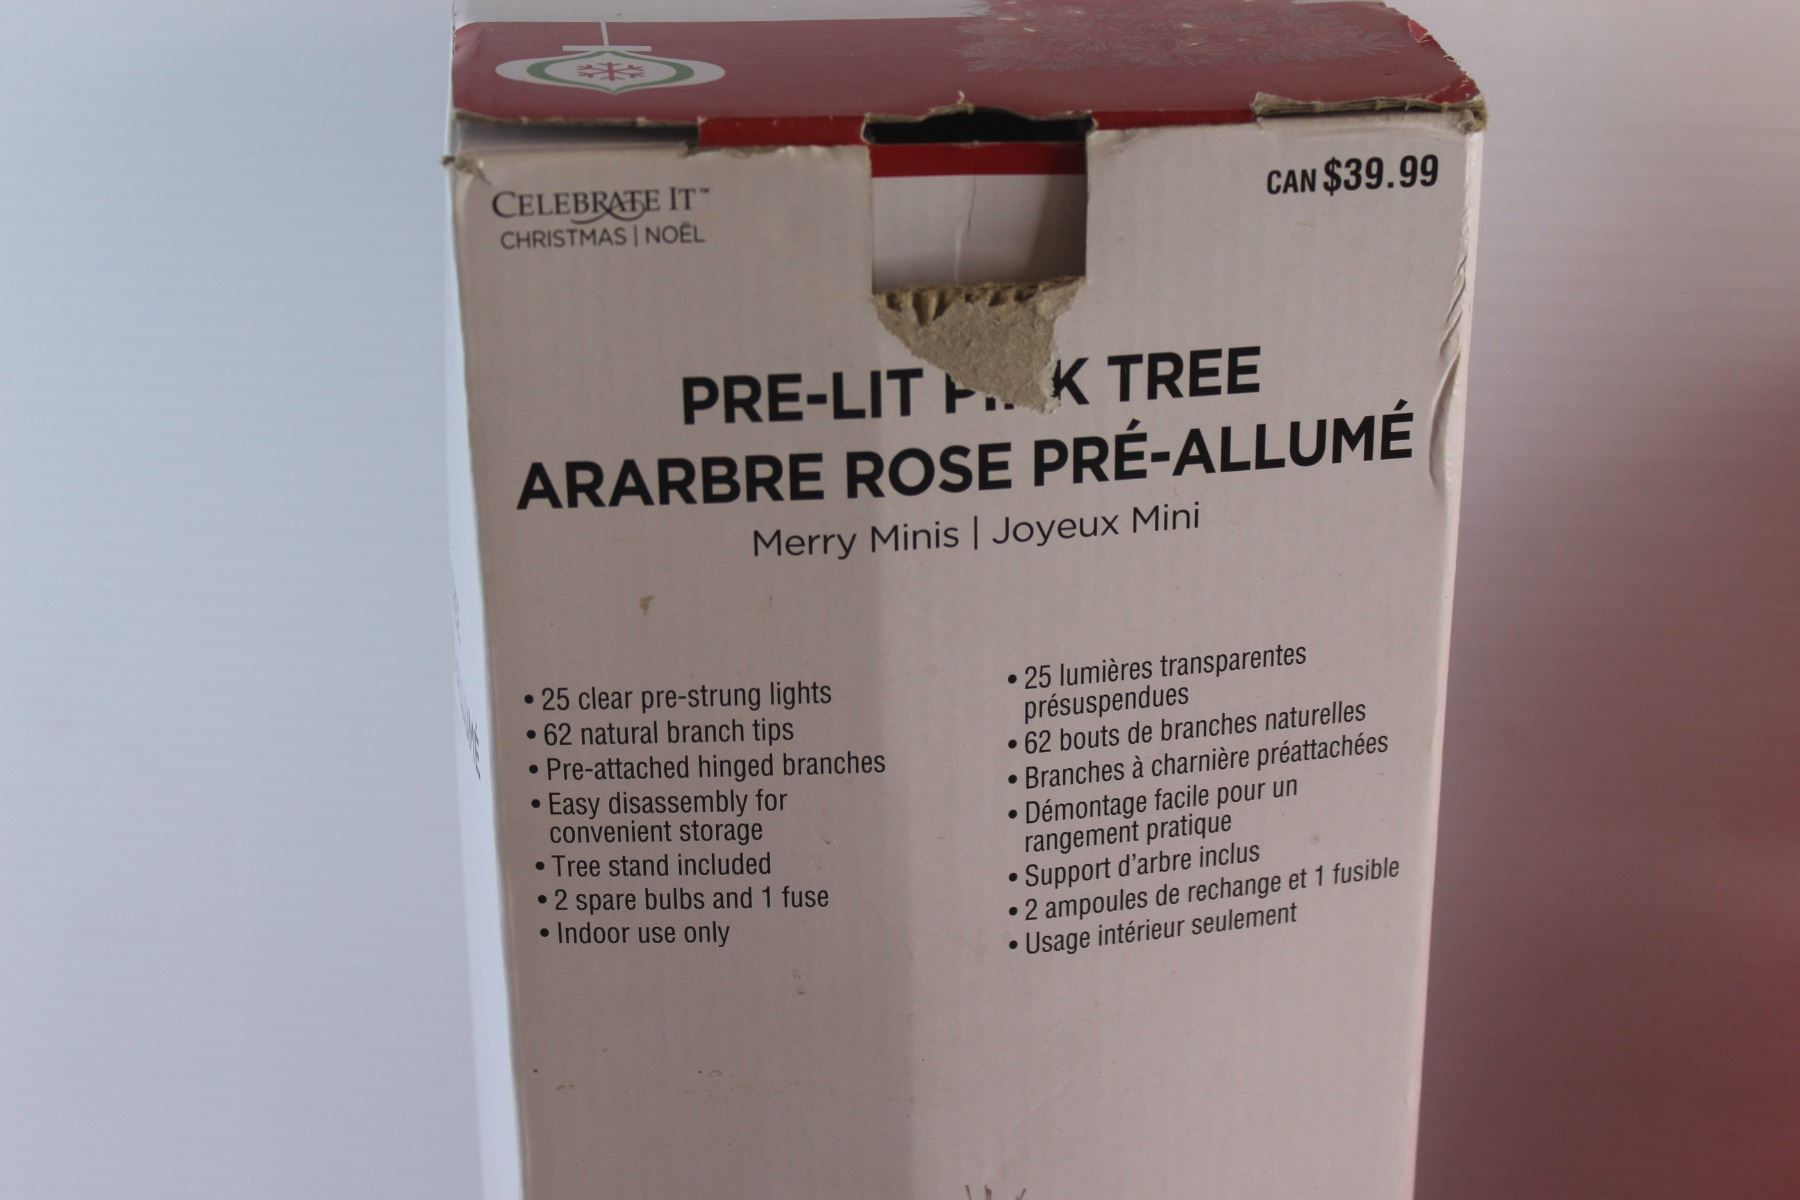 CELEBRATE IT™
CHRISTMAS | NOËL
CAN $39.99
PRE-LIT TREE
ARARBRE ROSE PRÉ-ALLUMÉ
Merry Minis | Joyeux Mini
• 25 clear pre-strung lights
• 62 natural branch tips
• Pre-attached hinged branches
• Easy disassembly for
convenient storage
• Tree stand included
• 2 spare bulbs and 1 fuse
• Indoor use only
• 25 lumières transparentes
présuspendues
• 62 bouts de branches naturelles
• Branches à charnière préattachées
• Démontage facile pour un
rangement pratique
• Support d'arbre inclus
• 2 ampoules de rechange et 1 fusible
• Usage intérieur seulement